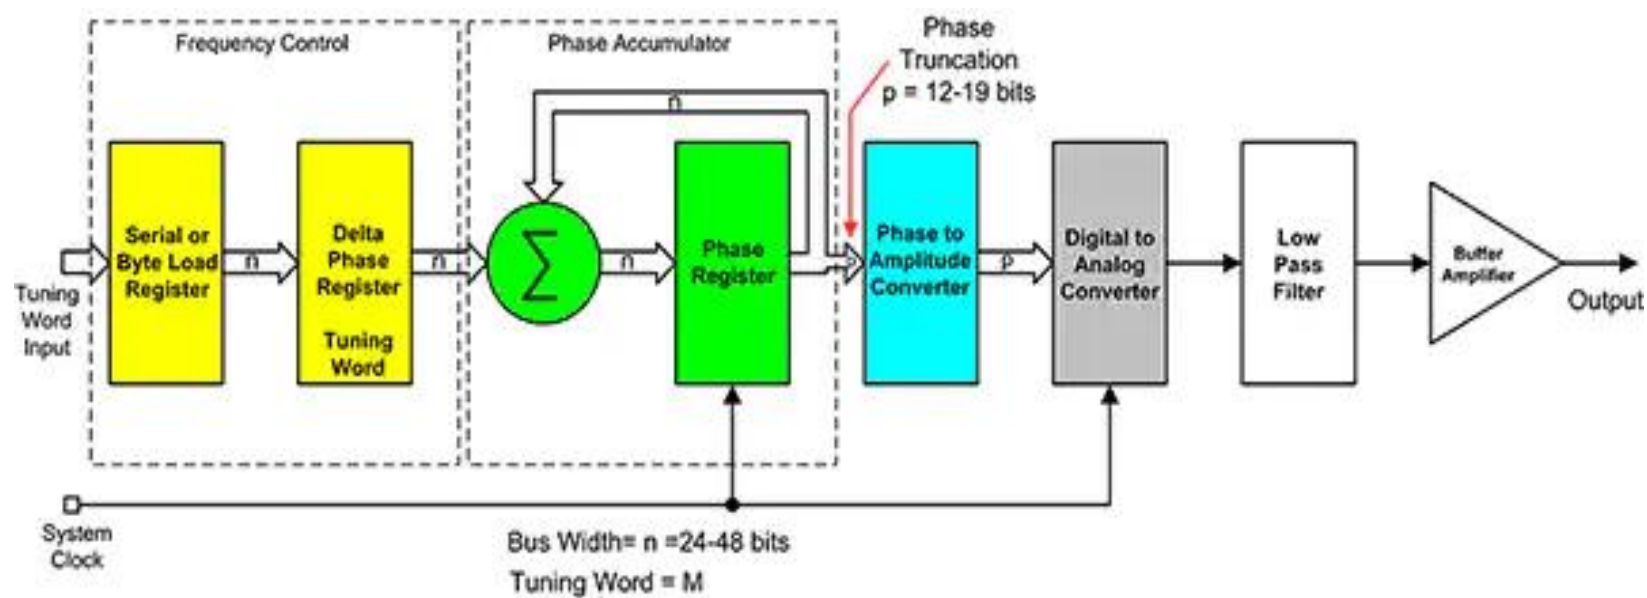 Frequency Control
Phase Accumulator
Phase
Truncation
p = 12-19 bits
n
Serial or
Byte Load
Register
n
Delta
Phase
Register
Tuning
Word
n
n
Phase
Register
p
Phase to
Amplitude
Converter
p
Digital to
Analog
Converter
Low
Pass
Filter
Buffer
Amplifier
Output
Tuning
Word
Input
System
Clock
Bus Width= n =24-48 bits
Tuning Word = M